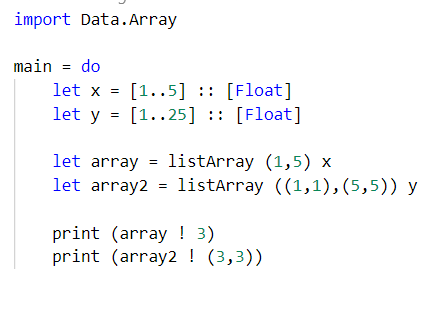 import Data.Array
main = do
    let x = [1..5] :: [Float]
    let y = [1..25] :: [Float]
    let array = listArray (1,5) x
    let array2 = listArray ((1,1),(5,5)) y
    print (array ! 3)
    print (array2 ! (3,3))